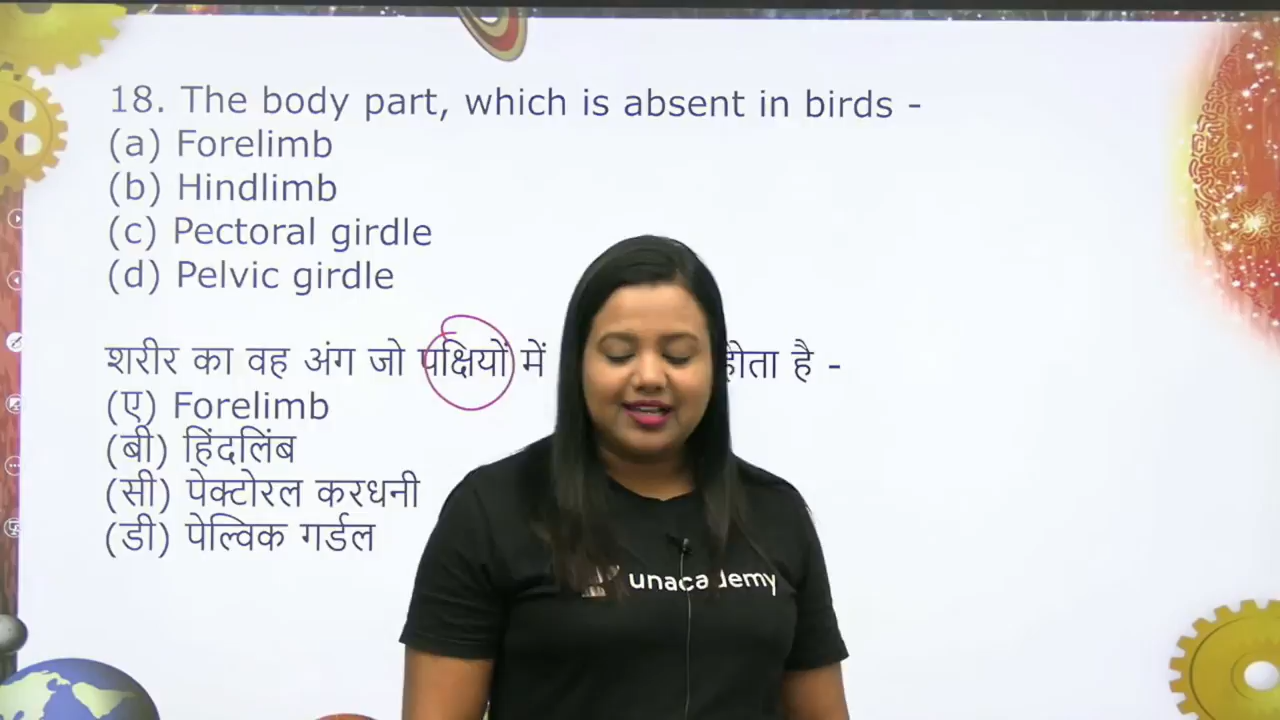 18. The body part, which is absent in birds -
(a) Forelimb
(b) Hindlimb
(c) Pectoral girdle
(d) Pelvic girdle
शरीर का वह अंग जो पक्षियों में होता है -
(ए) Forelimb
(बी) हिंदलिंब
(सी) पेक्टोरल करधनी
(डी) पेल्विक गर्डल
unacademy